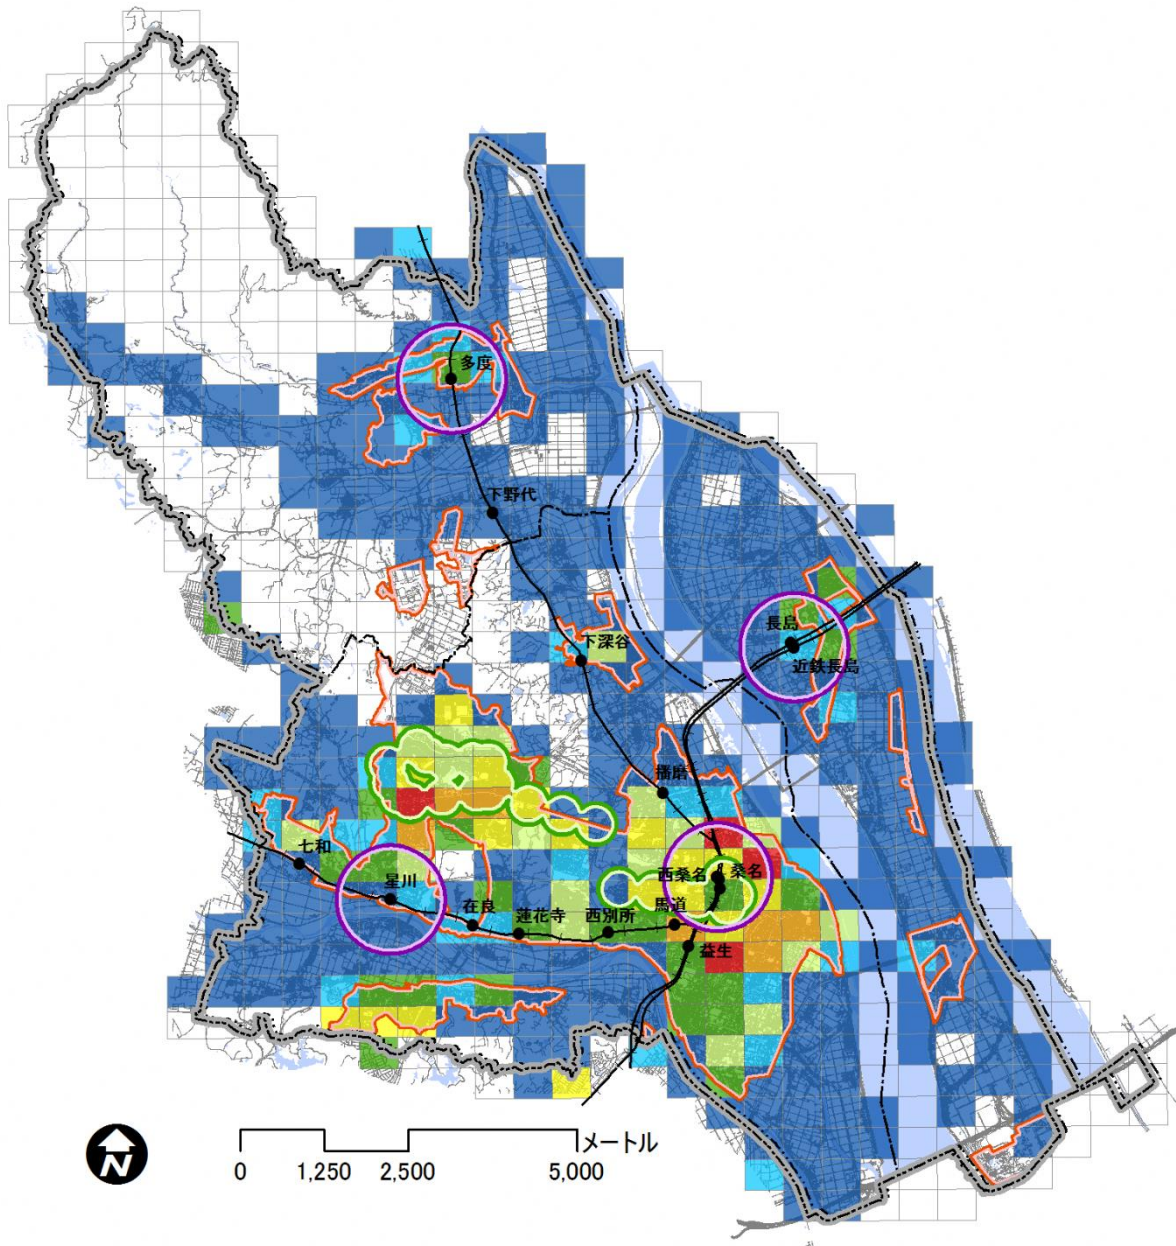 多度
下野代
下深谷
長島
近鉄長島
播磨
七和
星川
西桑名
桑名
在良
蓮花寺
西別所
馬道
益生
N
メートル
0 1,250 2,500 5,000